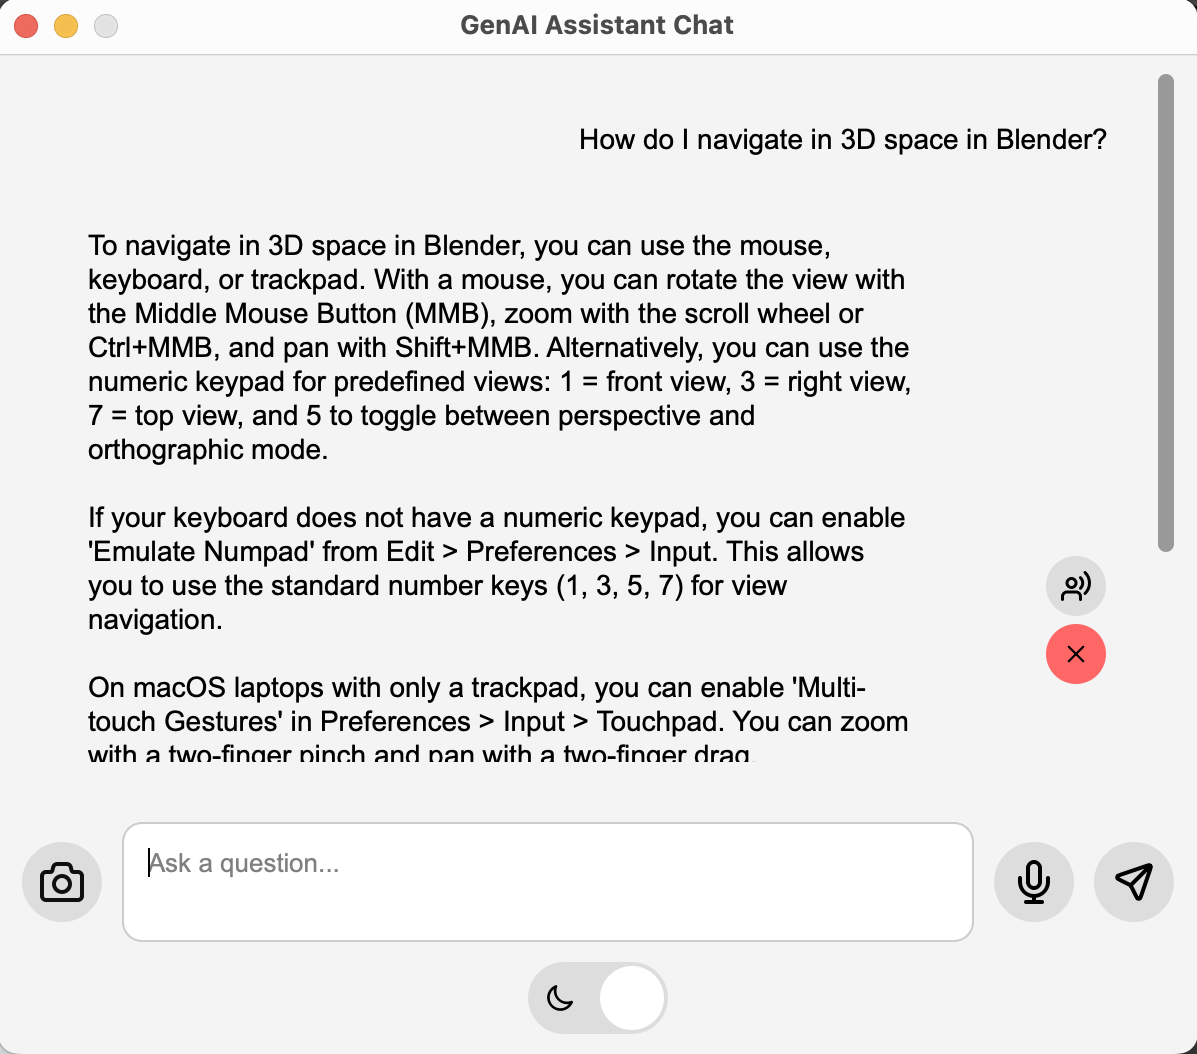 GenAI Assistant Chat
How do I navigate in 3D space in Blender?
To navigate in 3D space in Blender, you can use the mouse,
keyboard, or trackpad. With a mouse, you can rotate the view with
the Middle Mouse Button (MMB), zoom with the scroll wheel or
Ctrl+MMB, and pan with Shift+MMB. Alternatively, you can use the
numeric keypad for predefined views: 1 = front view, 3 = right view,
7 = top view, and 5 to toggle between perspective and
orthographic mode.
If your keyboard does not have a numeric keypad, you can enable
'Emulate Numpad' from Edit > Preferences > Input. This allows
you to use the standard number keys (1, 3, 5, 7) for view
navigation.
On macOS laptops with only a trackpad, you can enable 'Multi-
touch Gestures' in Preferences > Input > Touchpad. You can zoom
with a two-finger pinch and pan with a two-finger drag.
Ask a question...